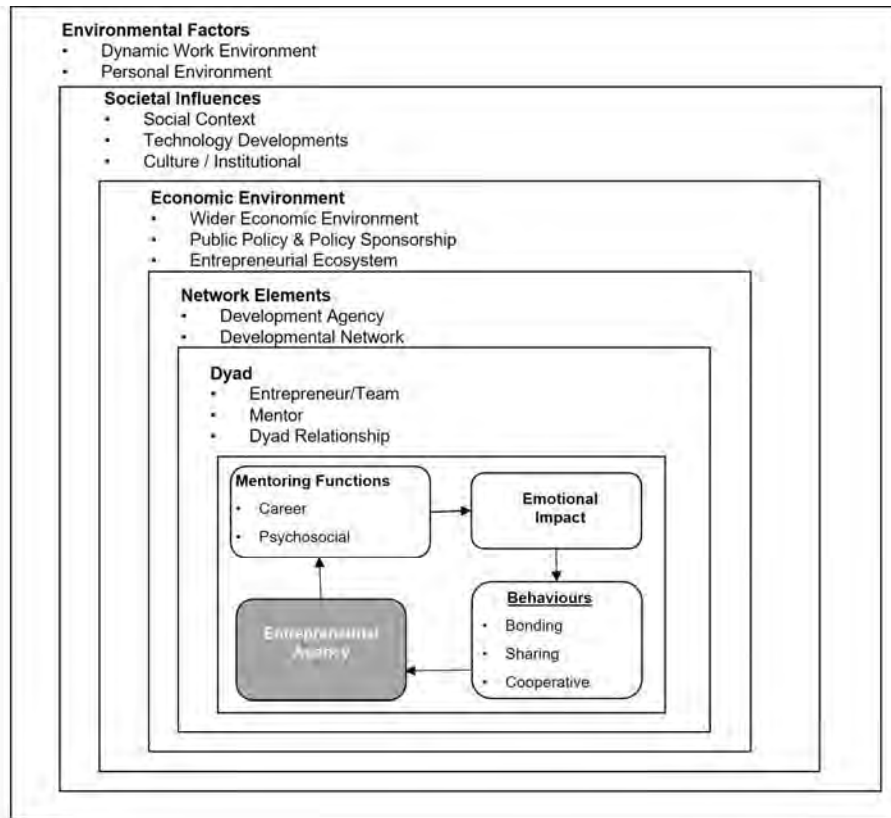 Environmental Factors
• Dynamic Work Environment
• Personal Environment
Societal Influences
• Social Context
• Technology Developments
• Culture / Institutional
Economic Environment
• Wider Economic Environment
• Public Policy & Policy Sponsorship
• Entrepreneurial Ecosystem
Network Elements
• Development Agency
• Developmental Network
Dyad
• Entrepreneur/Team
• Mentor
• Dyad Relationship
Mentoring Functions
• Career
• Psychosocial
Emotional
Impact
Behaviours
• Bonding
• Sharing
• Cooperative
Entrepreneurial
Agency